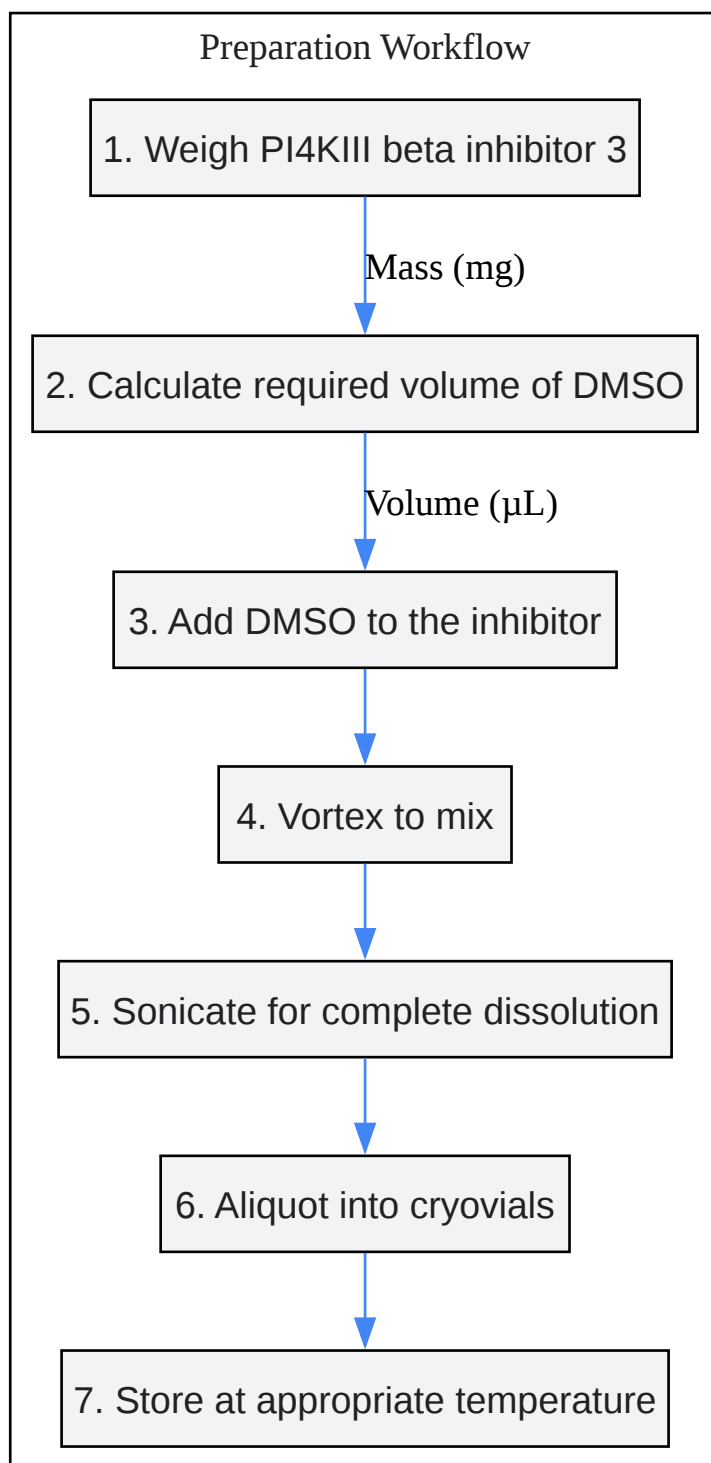 Preparation Workflow
1. Weigh PI4KIII beta inhibitor 3
Mass (mg)
2. Calculate required volume of DMSO
Volume (µL)
3. Add DMSO to the inhibitor
4. Vortex to mix
5. Sonicate for complete dissolution
6. Aliquot into cryovials
7. Store at appropriate temperature